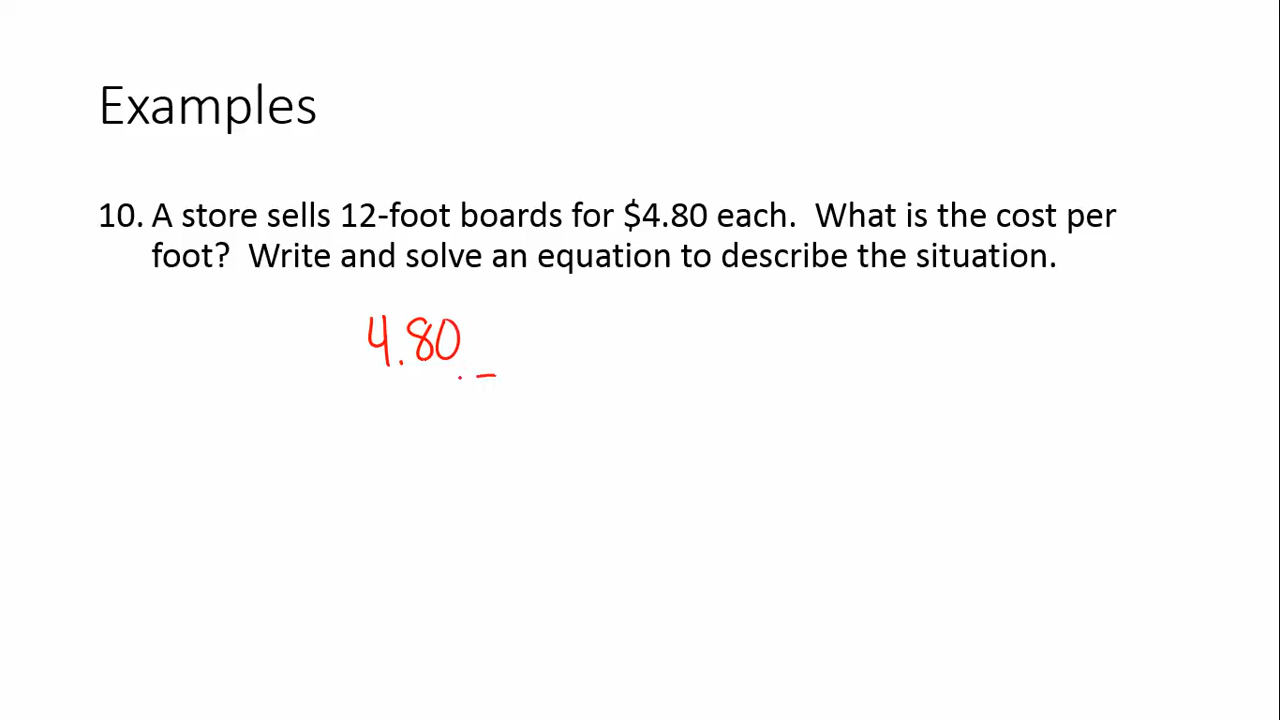 Examples
10. A store sells 12-foot boards for $4.80 each.  What is the cost per
foot?  Write and solve an equation to describe the situation.
4.80